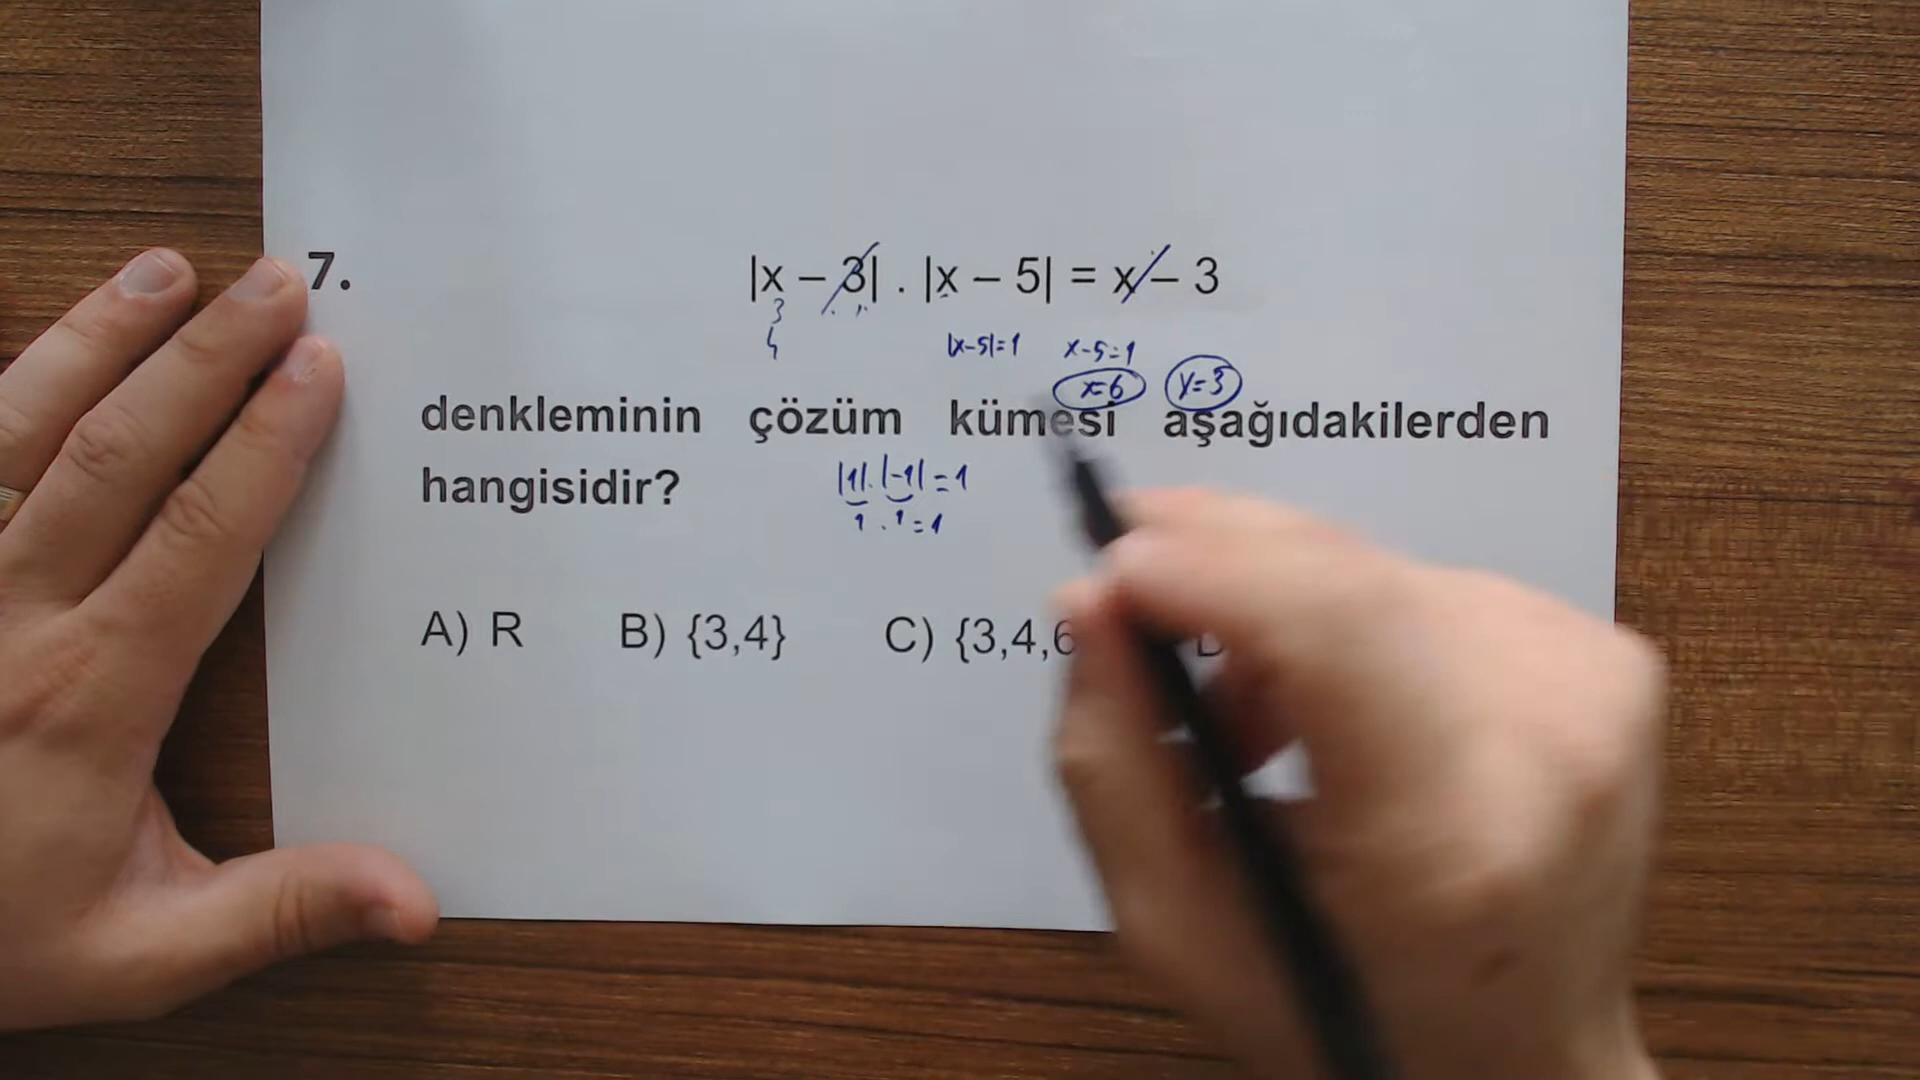 7. |x – 3| . |x – 5| = x – 3
3
4
|x-5|=1 x-5=1
x=6 y=3
denkleminin çözüm kümesi aşağıdakilerden
hangisidir?
|1|.|-1|=1
1 . 1 = 1
A) R B) {3,4} C) {3,4,6